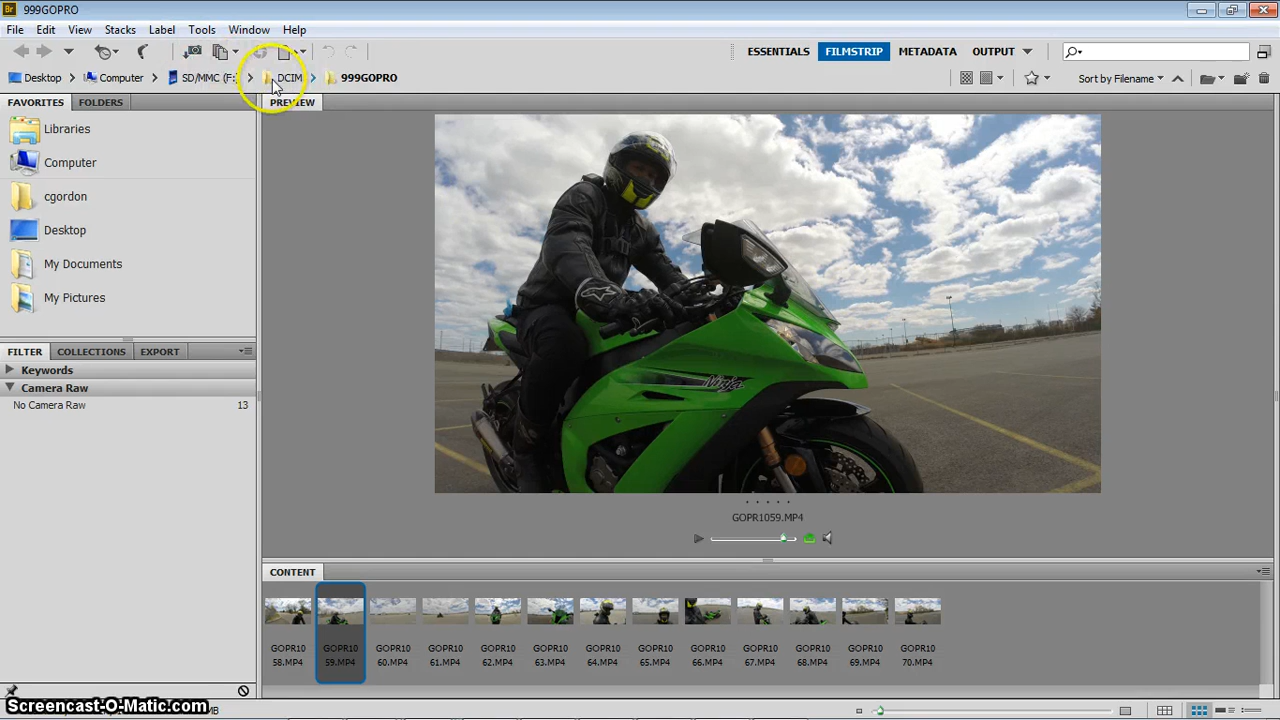 Br 999GOPRO
File Edit View Stacks Label Tools Window Help
ESSENTIALS FILMSTRIP METADATA OUTPUT
Desktop Computer SD/MMC (F:) DCIM 999GOPRO Sort by Filename
FAVORITES FOLDERS
Libraries
Computer
cgordon
Desktop
My Documents
My Pictures
FILTER COLLECTIONS EXPORT
Keywords
Camera Raw
No Camera Raw 13
PREVIEW
Ninja
GOPR1059.MP4
CONTENT
GOPR10 GOPR10 GOPR10 GOPR10 GOPR10 GOPR10 GOPR10 GOPR10 GOPR10 GOPR10 GOPR10 GOPR10 GOPR10
58.MP4 59.MP4 60.MP4 61.MP4 62.MP4 63.MP4 64.MP4 65.MP4 66.MP4 67.MP4 68.MP4 69.MP4 70.MP4
Screencast-O-Matic.com MB